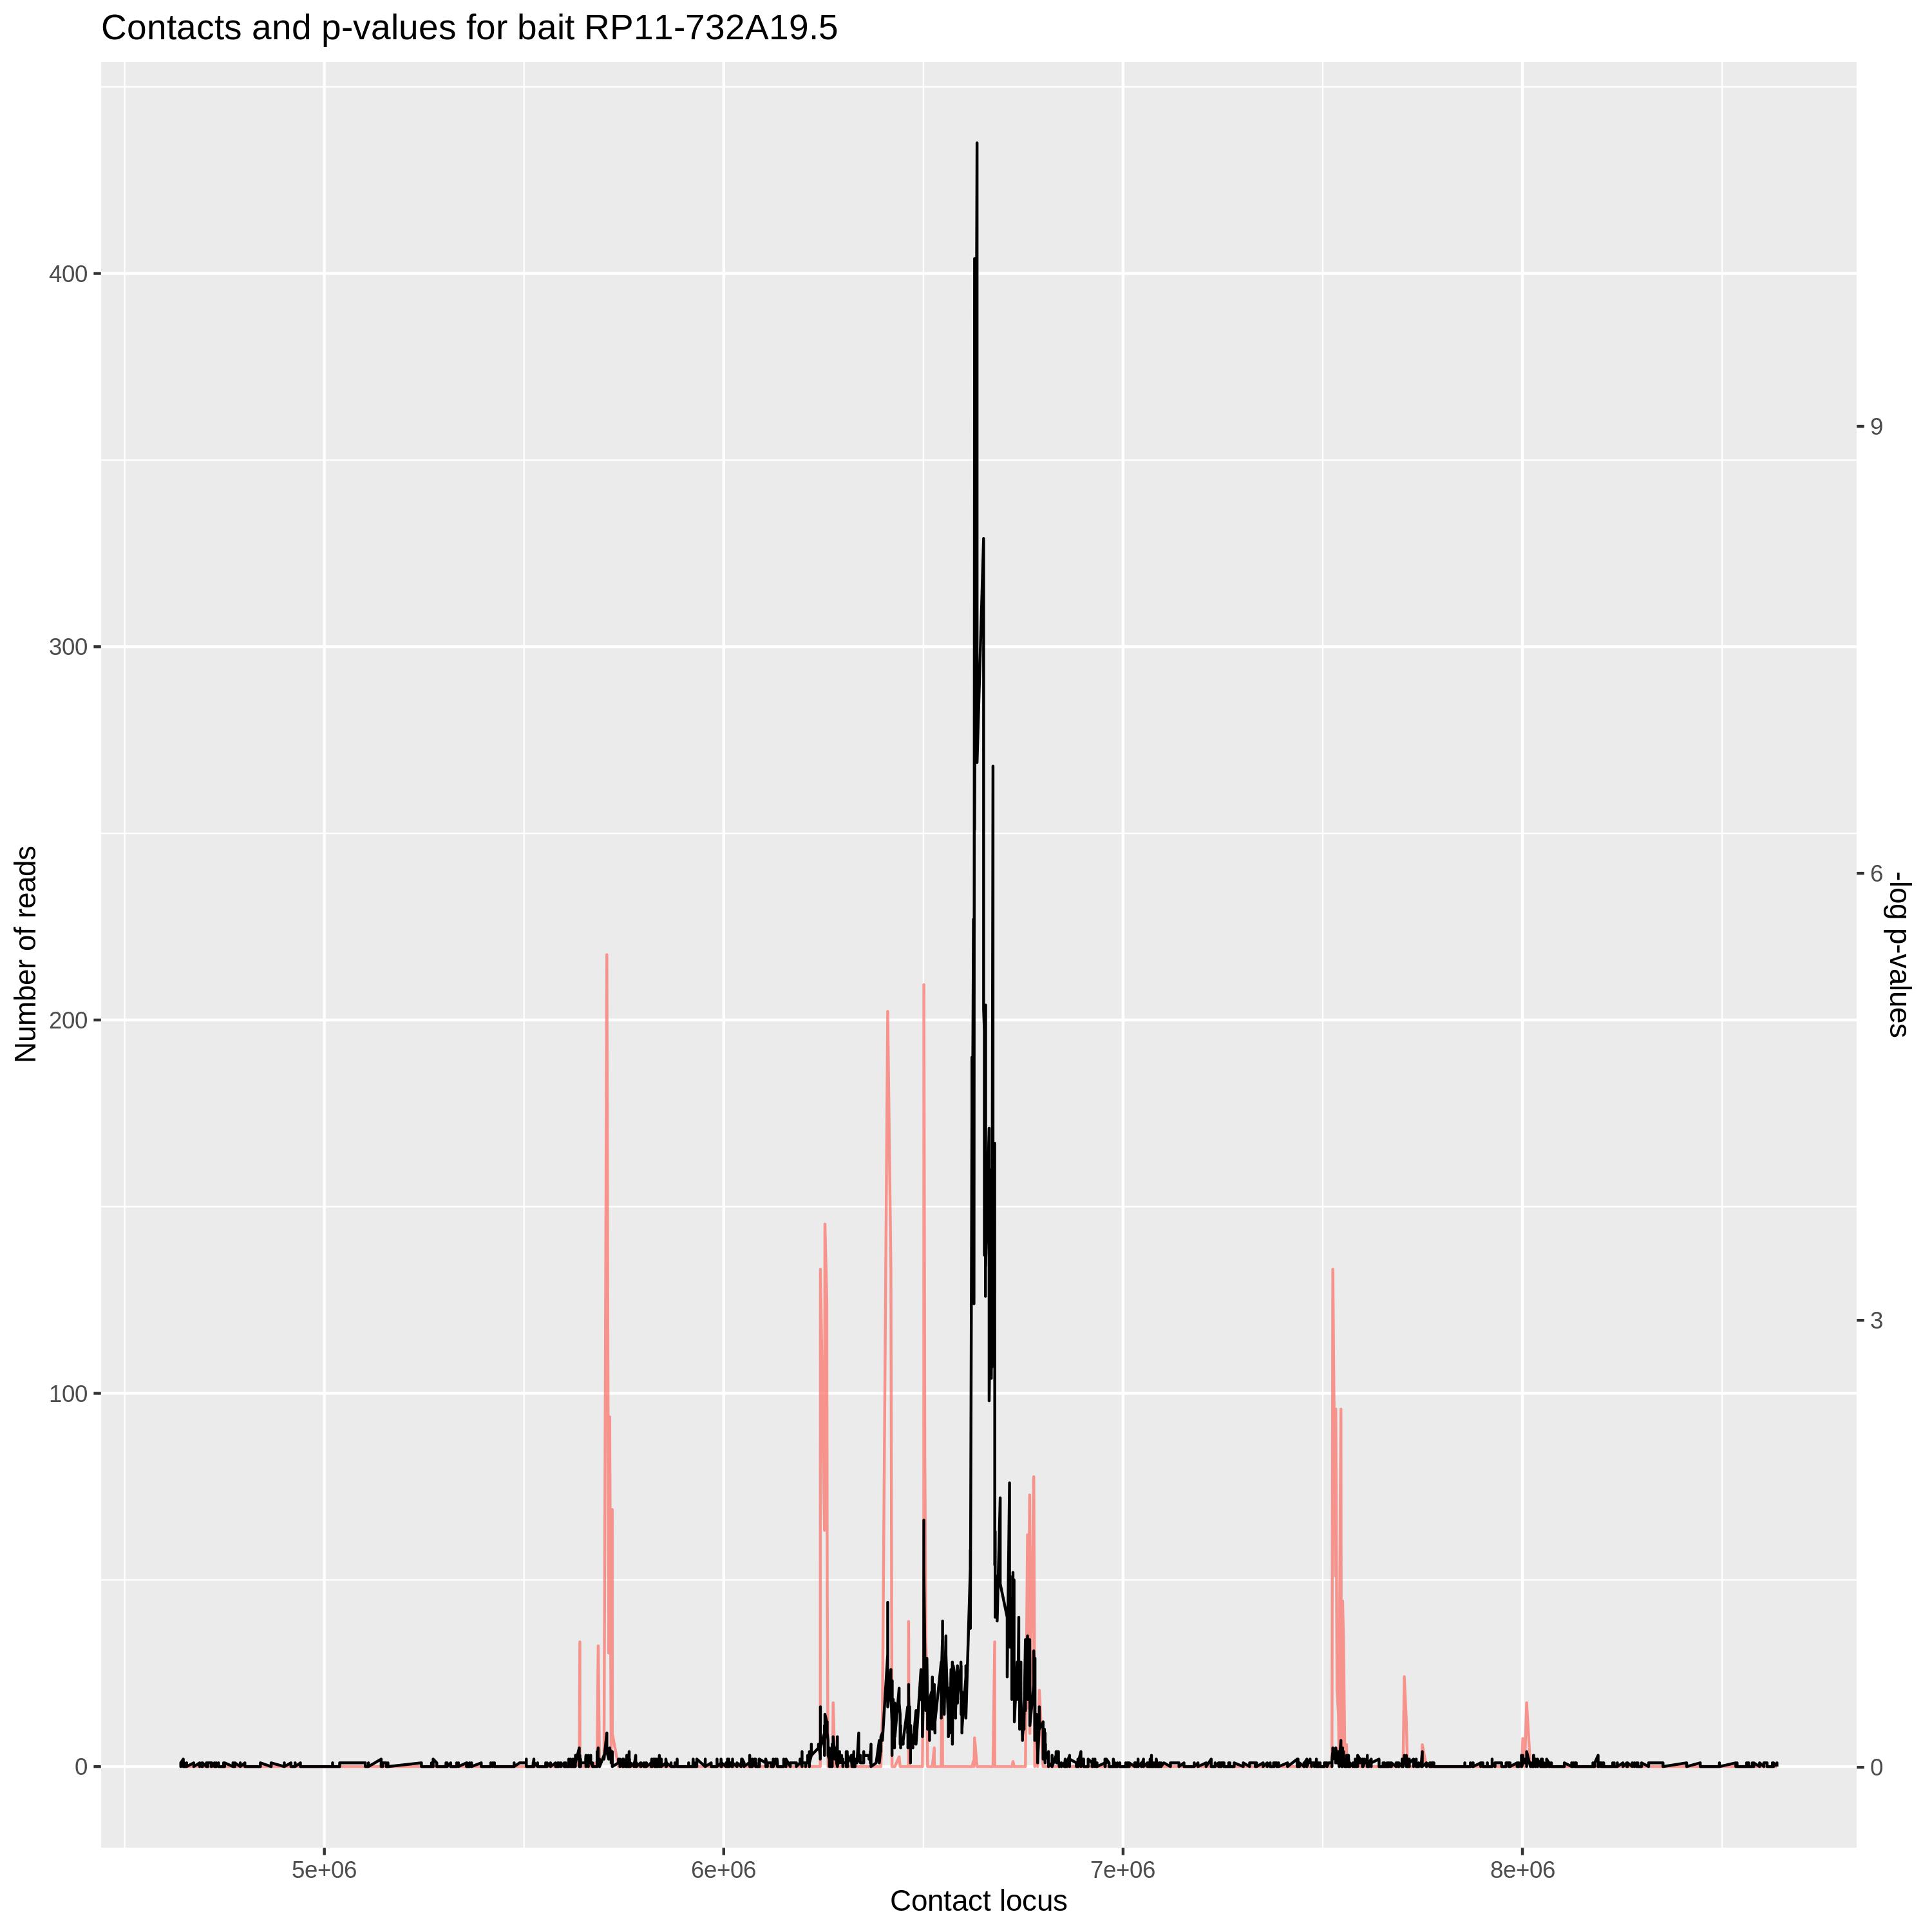 Contacts and p-values for bait RP11-732A19.5
Number of reads
400
300
200
100
0
9
6
3
0
-log p-values
5e+06
6e+06
7e+06
8e+06
Contact locus